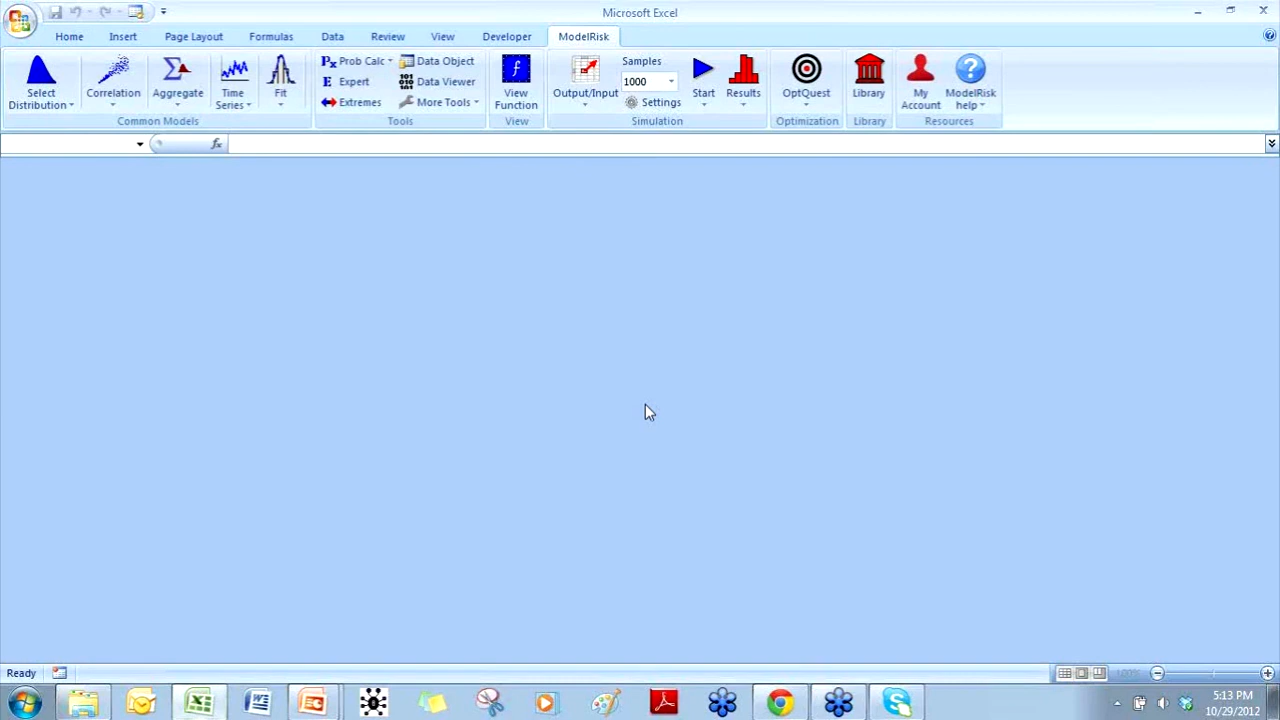 Microsoft Excel
Home Insert Page Layout Formulas Data Review View Developer ModelRisk
Select Distribution
Correlation
Aggregate
Time Series
Fit
Common Models
Prob Calc
Expert
Extremes
Data Object
Data Viewer
More Tools
Tools
View Function
View
Output/Input
Samples
1000
Settings
Start
Results
Simulation
OptQuest
Optimization
Library
Library
My Account
ModelRisk help
Resources
fx
Ready
100%
5:13 PM
10/29/2012